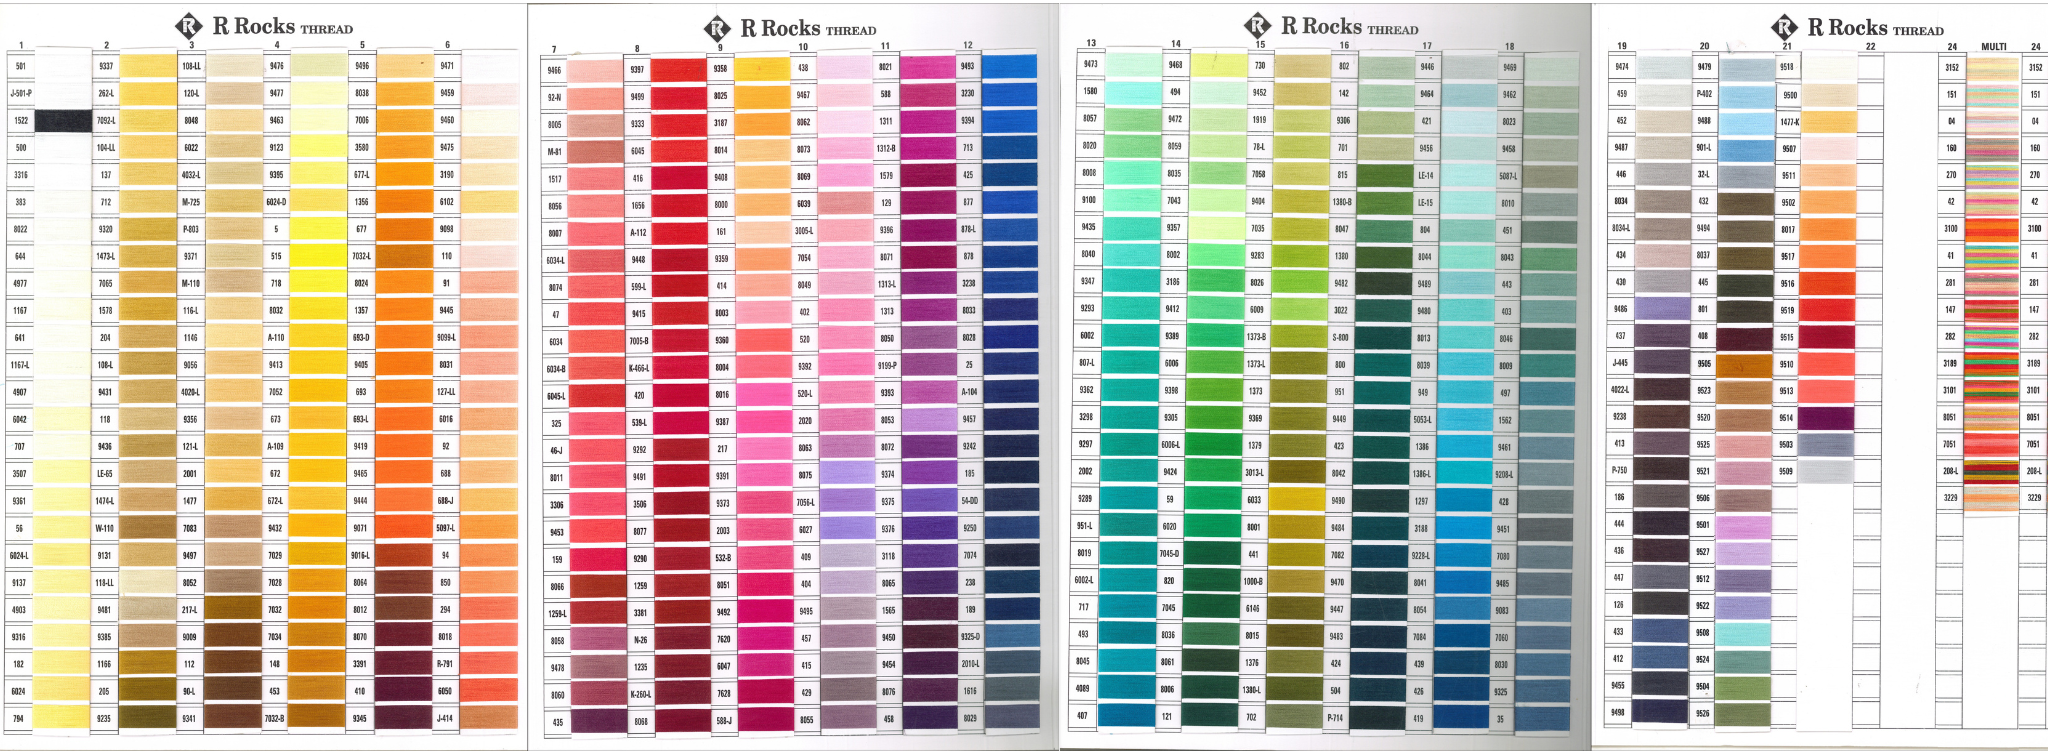 R Rocks THREAD
1 2 3 4 5 6
501 9337 108-LL 9476 9496 9471
J-501-P 262-L 120-L 9477 8038 9459
1522 7092-L 8048 9463 7006 9460
500 104-LL 6022 9123 3580 9475
3316 137 4032-L 9395 677-L 3190
383 712 M-725 6024-D 1356 6102
8022 9320 P-803 5 677 9098
644 1473-L 9371 515 7032-L 110
4977 7065 M-110 718 8024 91
1167 1578 116-L 8032 1357 9445
641 204 1146 A-110 693-D 9099-L
1167-L 108-L 9056 9413 9405 8031
4907 9431 4020-L 7052 693 127-LL
6042 118 9356 673 693-L 6016
707 9436 121-L A-109 9419 92
3507 LE-65 2001 672 9465 688
9361 1474-L 1477 672-L 9444 688-J
56 W-110 7083 9432 9071 5097-L
6024-L 9131 9497 7029 9016-L 94
9137 118-LL 8052 7028 8064 850
4903 9481 217-L 7032 8012 294
9316 9385 9009 7034 8070 8018
182 1166 112 148 3391 R-791
6024 205 90-L 453 410 6050
794 9235 9341 7032-B 9345 J-414
R Rocks THREAD
7 8 9 10 11 12
9466 9397 9358 438 8021 9493
92-N 9499 8025 9467 588 3230
8005 9333 3187 8062 1311 9394
M-81 6045 8014 8073 1312-B 713
1517 416 9408 8069 1579 425
8056 1656 8000 6039 129 877
8007 A-112 161 3005-L 9396 878-L
6034-L 9448 9359 7054 8071 878
8074 599-L 414 8049 1313-L 3238
47 9415 8003 402 1313 8033
6034 7005-B 9360 520 8050 8028
6034-B K-466-L 8004 9392 9199-P 25
6045-L 420 8016 520-L 9393 A-104
325 539-L 9387 2020 8053 9457
46-J 9292 217 8063 8072 9242
8011 9491 9391 8075 9374 185
3306 3506 9373 7056-L 9375 54-DD
9453 8077 2003 6027 9376 9250
159 9290 532-B 409 3118 7074
8066 1259 8051 404 8065 238
1259-L 3381 9492 9495 1565 189
8058 N-26 7620 457 9450 9325-D
9478 1235 6047 415 9454 2010-L
8060 K-260-L 7628 429 8076 1616
435 8068 588-J 8055 458 8029
R Rocks THREAD
13 14 15 16 17 18
9473 9468 730 802 9446 9469
1580 494 9452 142 9464 9462
8057 9472 1919 9306 421 8023
8020 8059 78-L 701 9456 9458
8008 8035 7058 815 LE-14 5087-L
9100 7043 9404 1380-B LE-15 8010
9435 9357 7035 8047 804 451
8040 8002 9283 1380 8044 8043
9347 3186 8026 9482 9489 443
9293 9412 6009 3022 9480 403
6002 9389 1373-B S-800 8013 8046
807-L 6006 1373-L 800 8039 8009
9362 9398 1373 951 949 497
3298 9305 9369 9449 5053-L 1562
9297 6006-L 1379 423 1386 9461
2002 9424 3013-L 8042 1386-L 9208-L
9289 59 6033 9490 1297 428
951-L 6020 8001 9484 3188 9451
8019 7045-D 441 7082 9228-L 7080
6002-L 820 1000-B 9470 8041 9485
717 7045 6146 9447 8054 9083
493 8036 8015 9483 7084 7060
8045 8061 1376 424 439 8030
4089 8006 1380-L 504 426 9325
407 121 702 P-714 419 35
R Rocks THREAD
19 20 21 22 24 MULTI 24
9474 9479 9518 3152 3152
459 P-402 9500 151 151
452 9488 1477-K 04 04
9487 901-L 9507 160 160
446 32-L 9511 270 270
8034 432 9502 42 42
8034-L 9494 8017 3100 3100
434 8037 9517 41 41
430 445 9516 281 281
9486 801 9519 147 147
437 408 9515 282 282
J-445 9505 9510 3189 3189
4022-L 9523 9513 3101 3101
9238 9520 9514 8051 8051
413 9525 9503 7051 7051
P-750 9521 9509 208-L 208-L
186 9506 3229 3229
444 9501
436 9527
447 9512
126 9522
433 9508
412 9524
9455 9504
9498 9526